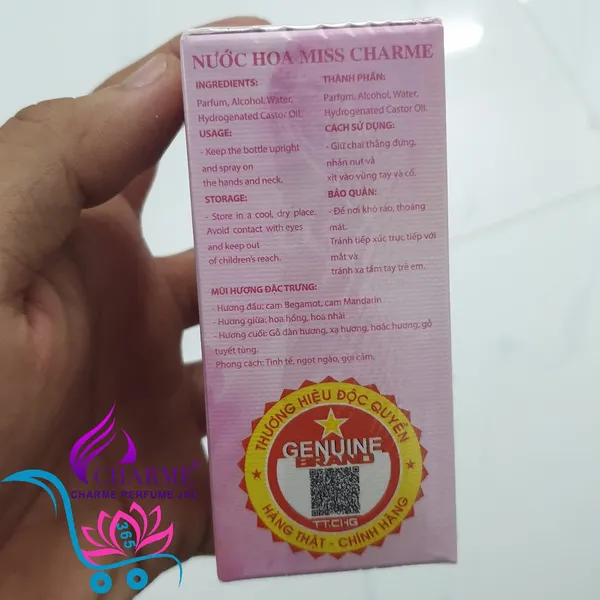 NƯỚC HOA MISS CHARME
INGREDIENTS:
Parfum, Alcohol, Water,
Hydrogenated Castor Oil.
USAGE:
- Keep the bottle upright
and spray on
the hands and neck.
STORAGE:
- Store in a cool, dry place.
Avoid contact with eyes
and keep out
of children's reach.
THÀNH PHẦN:
Parfum, Alcohol, Water,
Hydrogenated Castor Oil.
CÁCH SỬ DỤNG:
- Giữ chai thẳng đứng,
nhấn nút và
xịt vào vùng tay và cổ.
BẢO QUẢN:
- Để nơi khô ráo, thoáng
mát.
Tránh tiếp xúc trực tiếp với
mắt và
tránh xa tầm tay trẻ em.
MÙI HƯƠNG ĐẶC TRƯNG:
- Hương đầu: cam Begamot, cam Mandarin
- Hương giữa: hoa hồng, hoa nhài
- Hương cuối: Gỗ đàn hương, xạ hương, hoắc hương, gỗ
tuyết tùng.
Phong cách: Tinh tế, ngọt ngào, gợi cảm.
THƯƠNG HIỆU ĐỘC QUYỀN
GENUINE
BRAND
TT.CHG
HÀNG THẬT - CHÍNH HÃNG
CHARME
CHARME PERFUME JSC
365